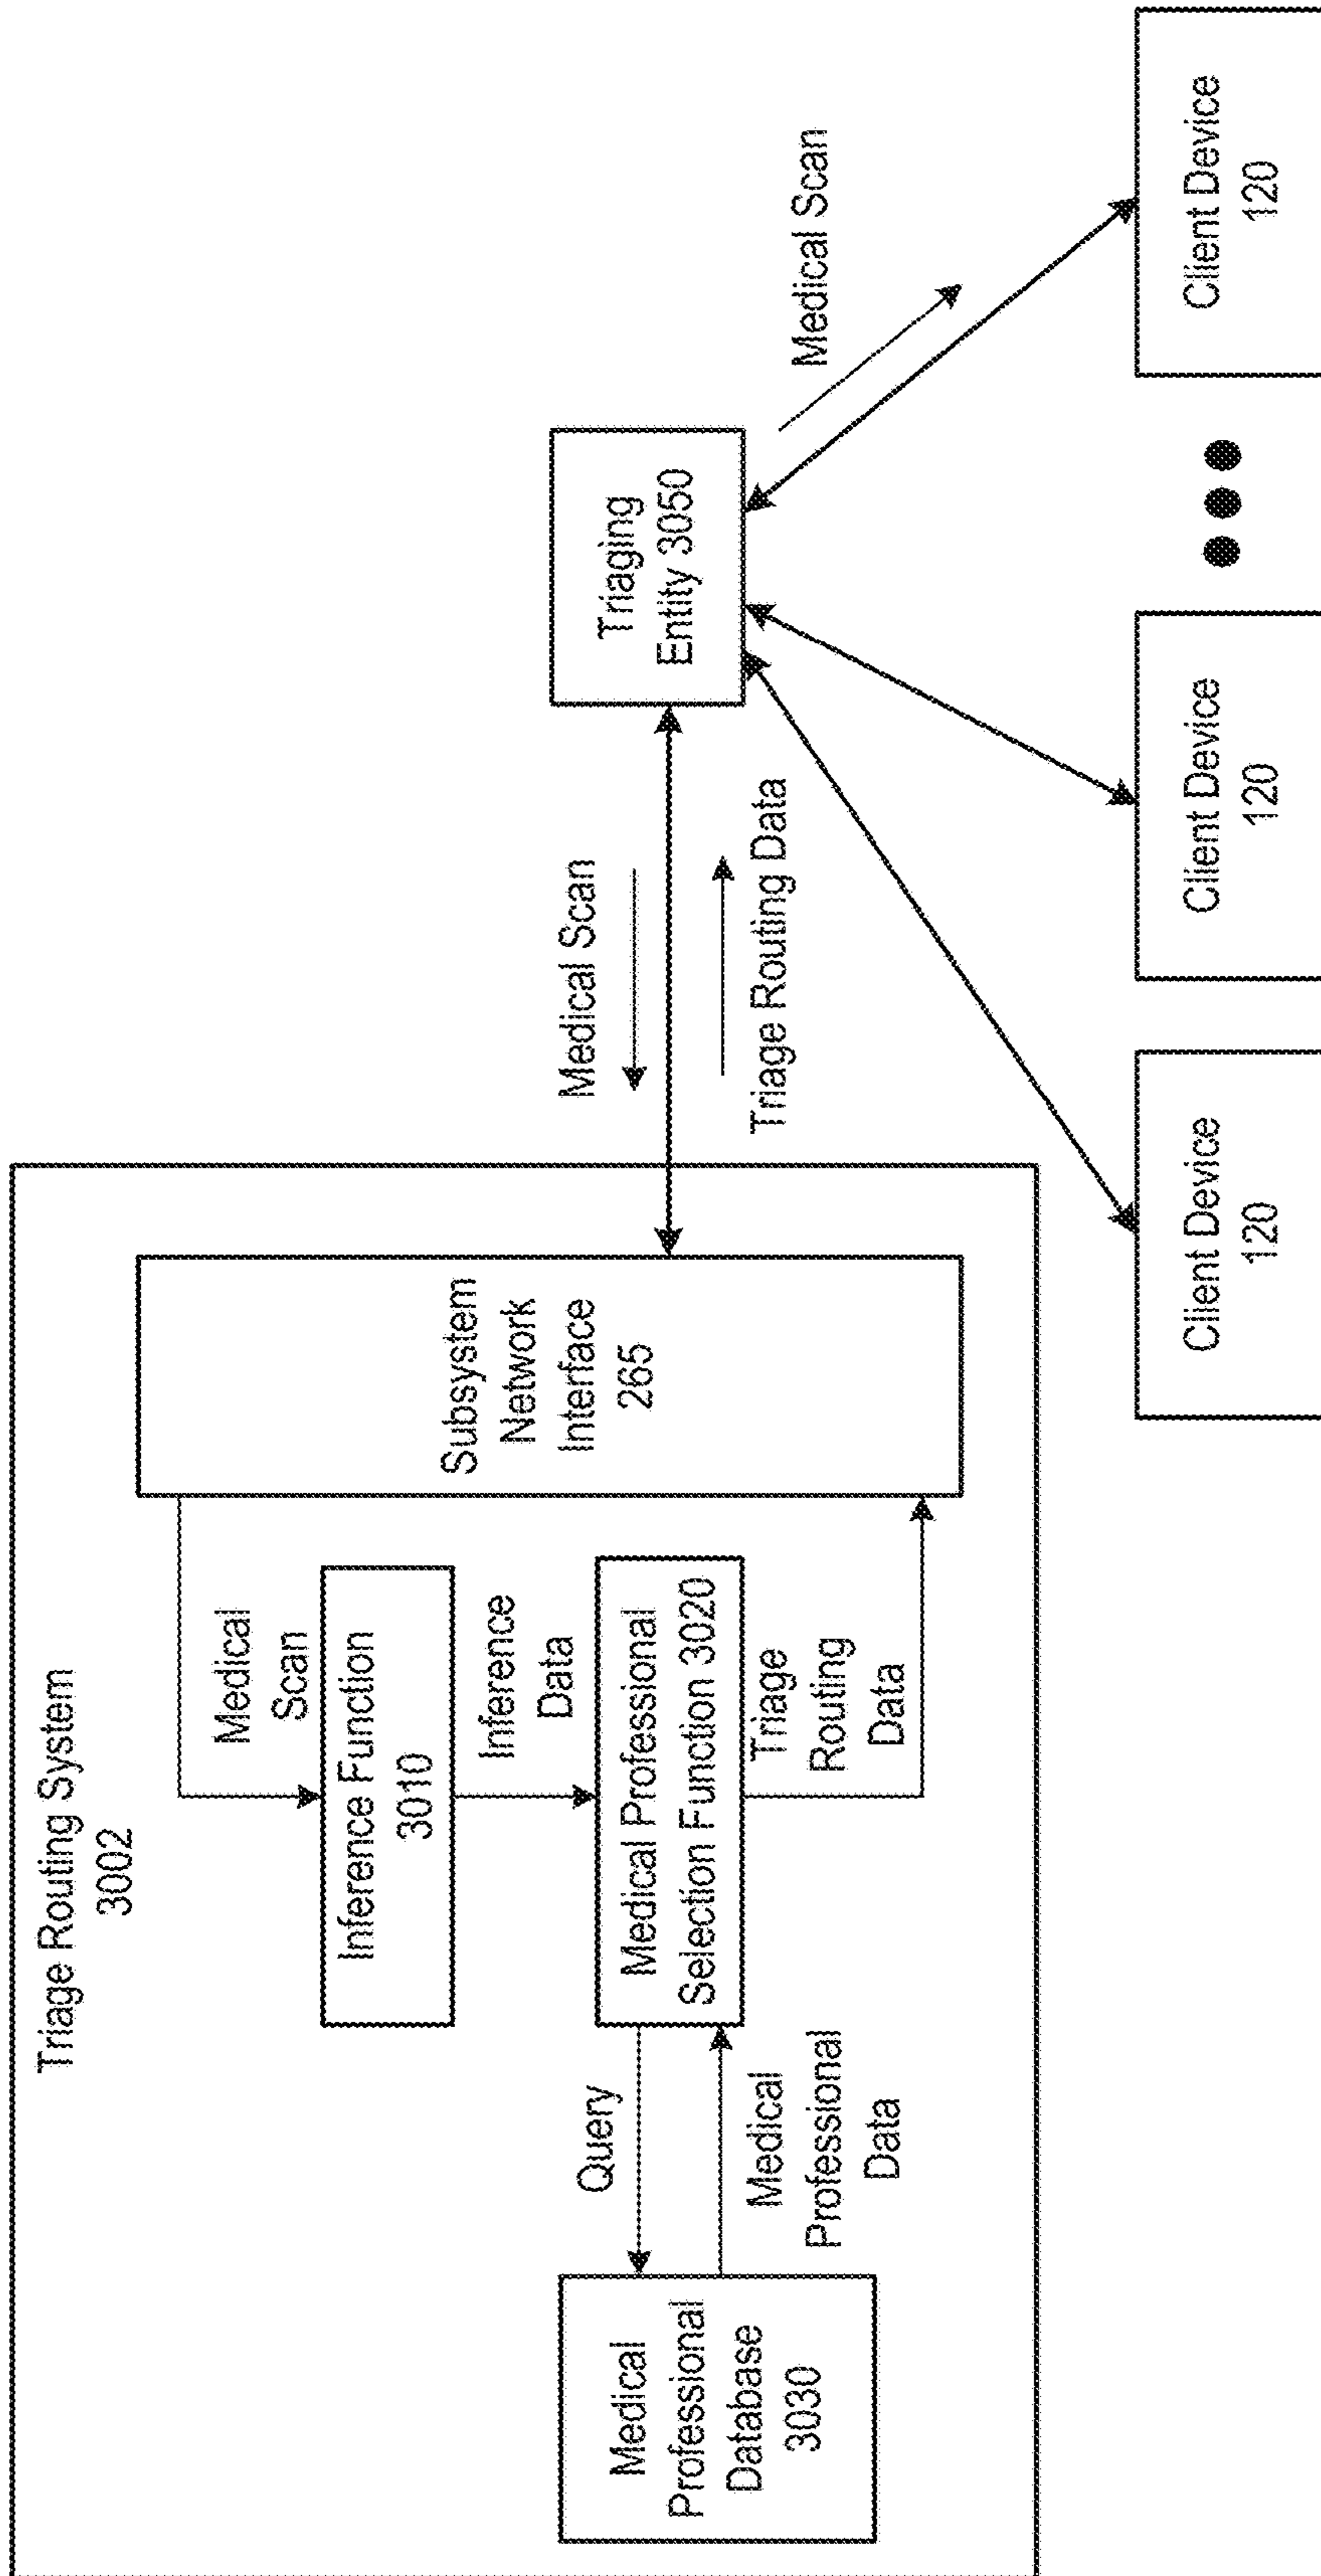 Triage Routing System
3002
Medical
Scan
Inference Function
3010
Inference
Data
Query
Medical
Professional
Database
3030
Medical Professional
Selection Function 3020
Medical
Professional
Data
Triage
Routing
Data
Subsystem
Network
Interface
265
Medical Scan
Triage Routing Data
Triaging
Entity 3050
Medical Scan
Client Device
120
Client Device
120
Client Device
120